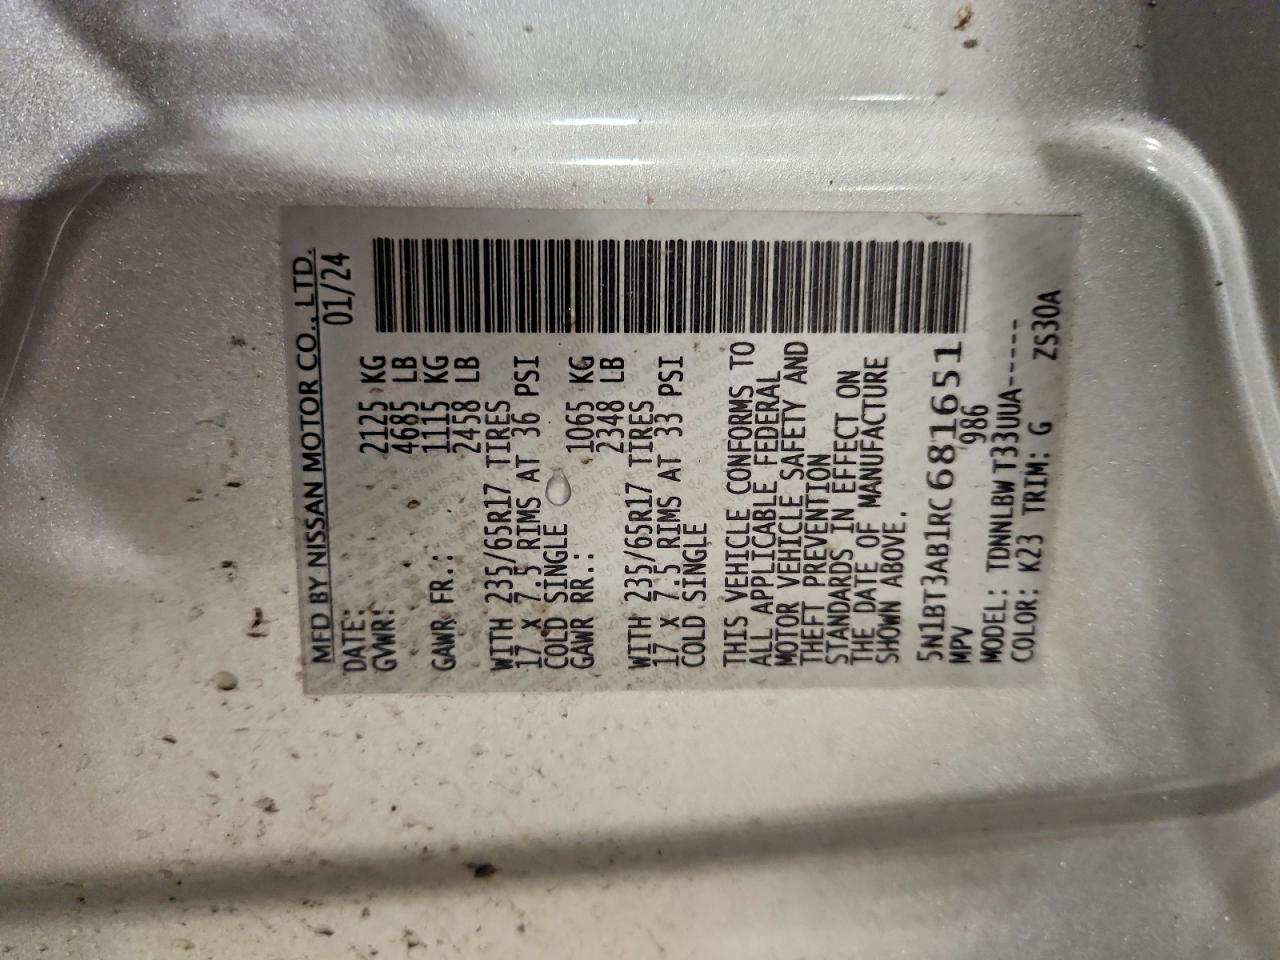 MFD BY NISSAN MOTOR CO., LTD.
DATE: 01/24
GVWR: 2125 KG
4685 LB
GAWR FR.: 1115 KG
2458 LB
WITH 235/65R17 TIRES
17 X 7.5 RIMS AT 36 PSI
COLD SINGLE
GAWR RR.: 1065 KG
2348 LB
WITH 235/65R17 TIRES
17 X 7.5 RIMS AT 33 PSI
COLD SINGLE
THIS VEHICLE CONFORMS TO
ALL APPLICABLE FEDERAL
MOTOR VEHICLE SAFETY AND
THEFT PREVENTION
STANDARDS IN EFFECT ON
THE DATE OF MANUFACTURE
SHOWN ABOVE.
5N1BT3AB1RC681651
MPV 986
MODEL: TDNNLBW T33UUA-----
COLOR: K23 TRIM: G ZS30A